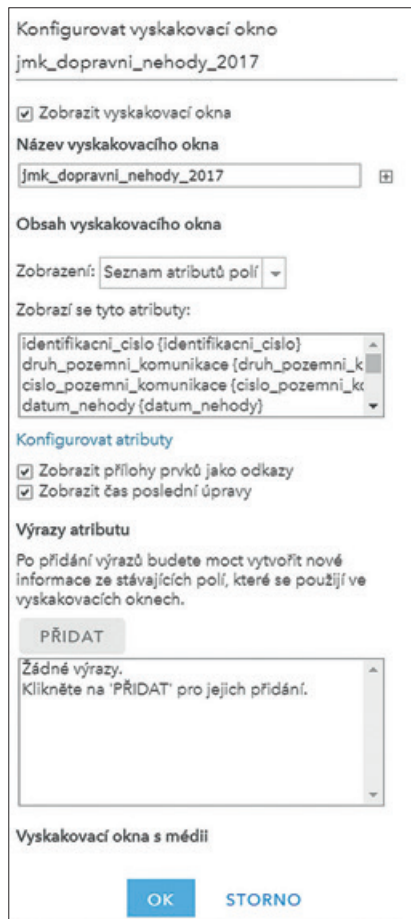 Konfigurovat vyskakovací okno
jmk_dopravni_nehody_2017
Zobrazit vyskakovací okna
Název vyskakovacího okna
jmk_dopravni_nehody_2017
Obsah vyskakovacího okna
Zobrazení: Seznam atributů polí
Zobrazí se tyto atributy:
identifikacni_cislo {identifikacni_cislo}
druh_pozemni_komunikace {druh_pozemni_k
cislo_pozemni_komunikace {cislo_pozemni_ko
datum_nehody {datum_nehody}
Konfigurovat atributy
Zobrazit přílohy prvků jako odkazy
Zobrazit čas poslední úpravy
Výrazy atributu
Po přidání výrazů budete moct vytvořit nové
informace ze stávajících polí, které se použijí ve
vyskakovacích oknech.
PŘIDAT
Žádné výrazy.
Klikněte na 'PŘIDAT' pro jejich přidání.
Vyskakovací okna s médii
OK STORNO